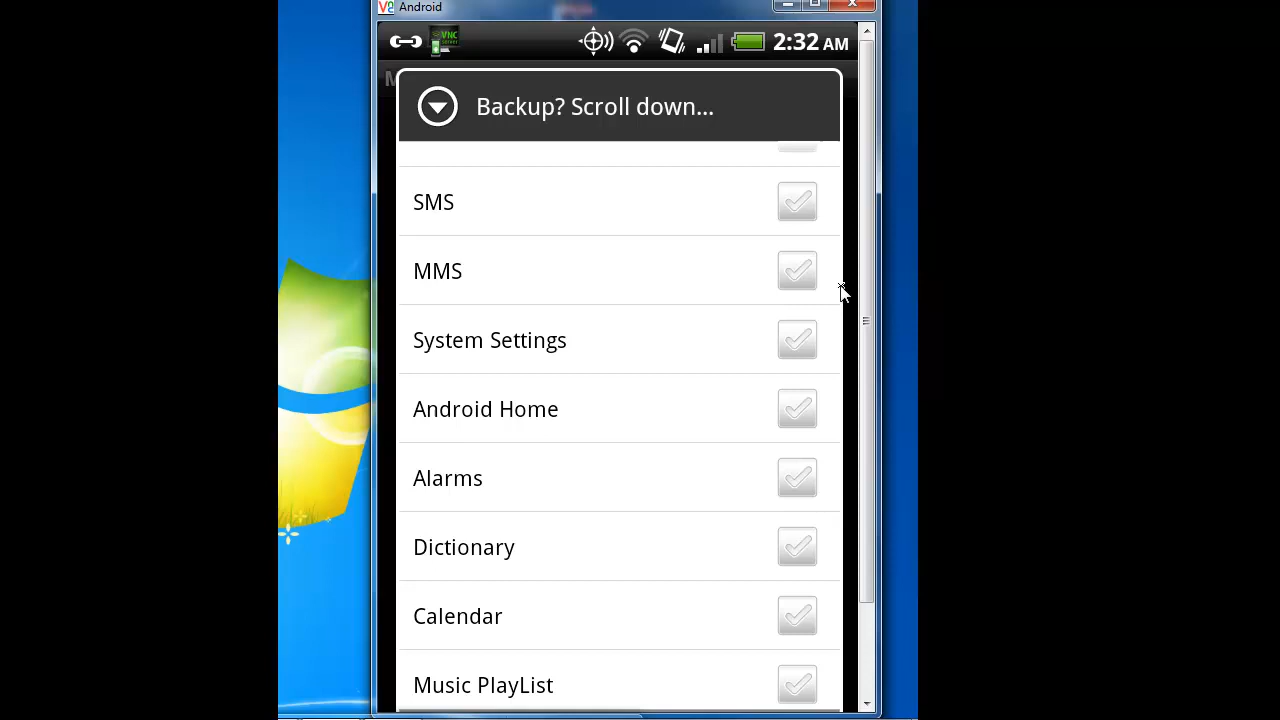 Android
2:32 AM
Backup? Scroll down...
SMS
MMS
System Settings
Android Home
Alarms
Dictionary
Calendar
Music PlayList